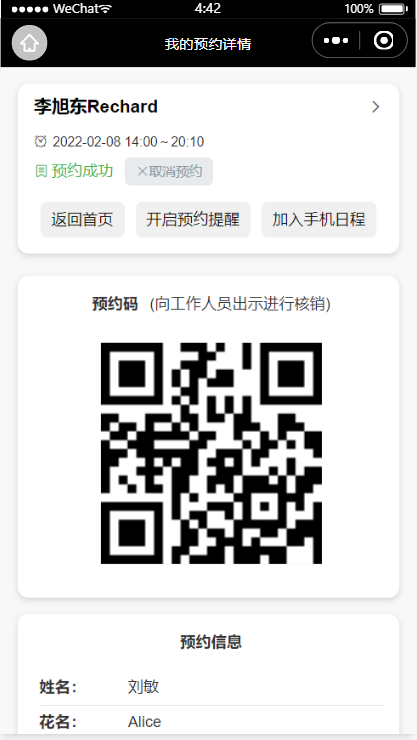 WeChat 4:42 100%
我的预约详情
李旭东Rechard
2022-02-08 14:00～20:10
预约成功 ×取消预约
返回首页 开启预约提醒 加入手机日程
预约码 (向工作人员出示进行核销)
预约信息
姓名: 刘敏
花名: Alice